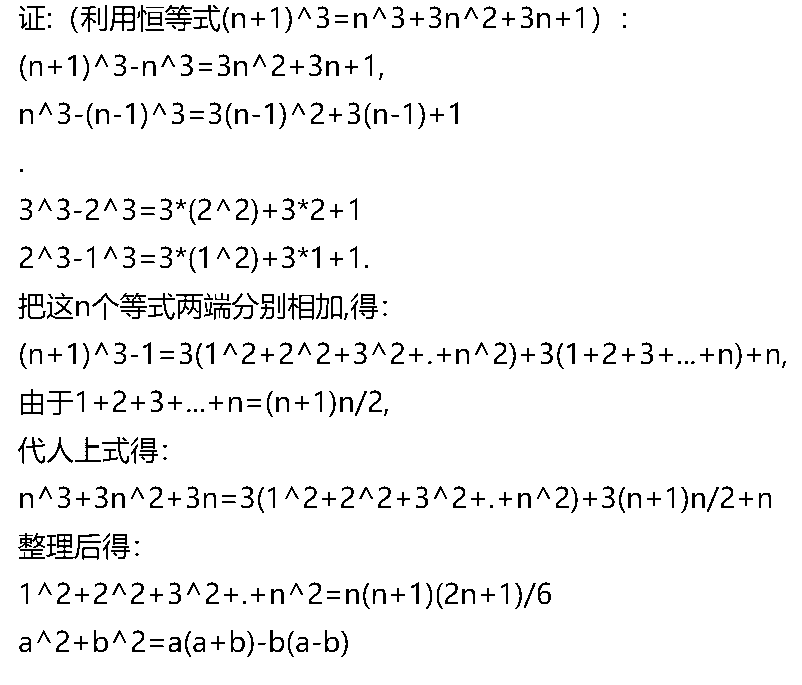 证:（利用恒等式(n+1)^3=n^3+3n^2+3n+1）:
(n+1)^3-n^3=3n^2+3n+1,
n^3-(n-1)^3=3(n-1)^2+3(n-1)+1
.
3^3-2^3=3*(2^2)+3*2+1
2^3-1^3=3*(1^2)+3*1+1.
把这n个等式两端分别相加,得:
(n+1)^3-1=3(1^2+2^2+3^2+.+n^2)+3(1+2+3+...+n)+n,
由于1+2+3+...+n=(n+1)n/2,
代人上式得:
n^3+3n^2+3n=3(1^2+2^2+3^2+.+n^2)+3(n+1)n/2+n
整理后得:
1^2+2^2+3^2+.+n^2=n(n+1)(2n+1)/6
a^2+b^2=a(a+b)-b(a-b)